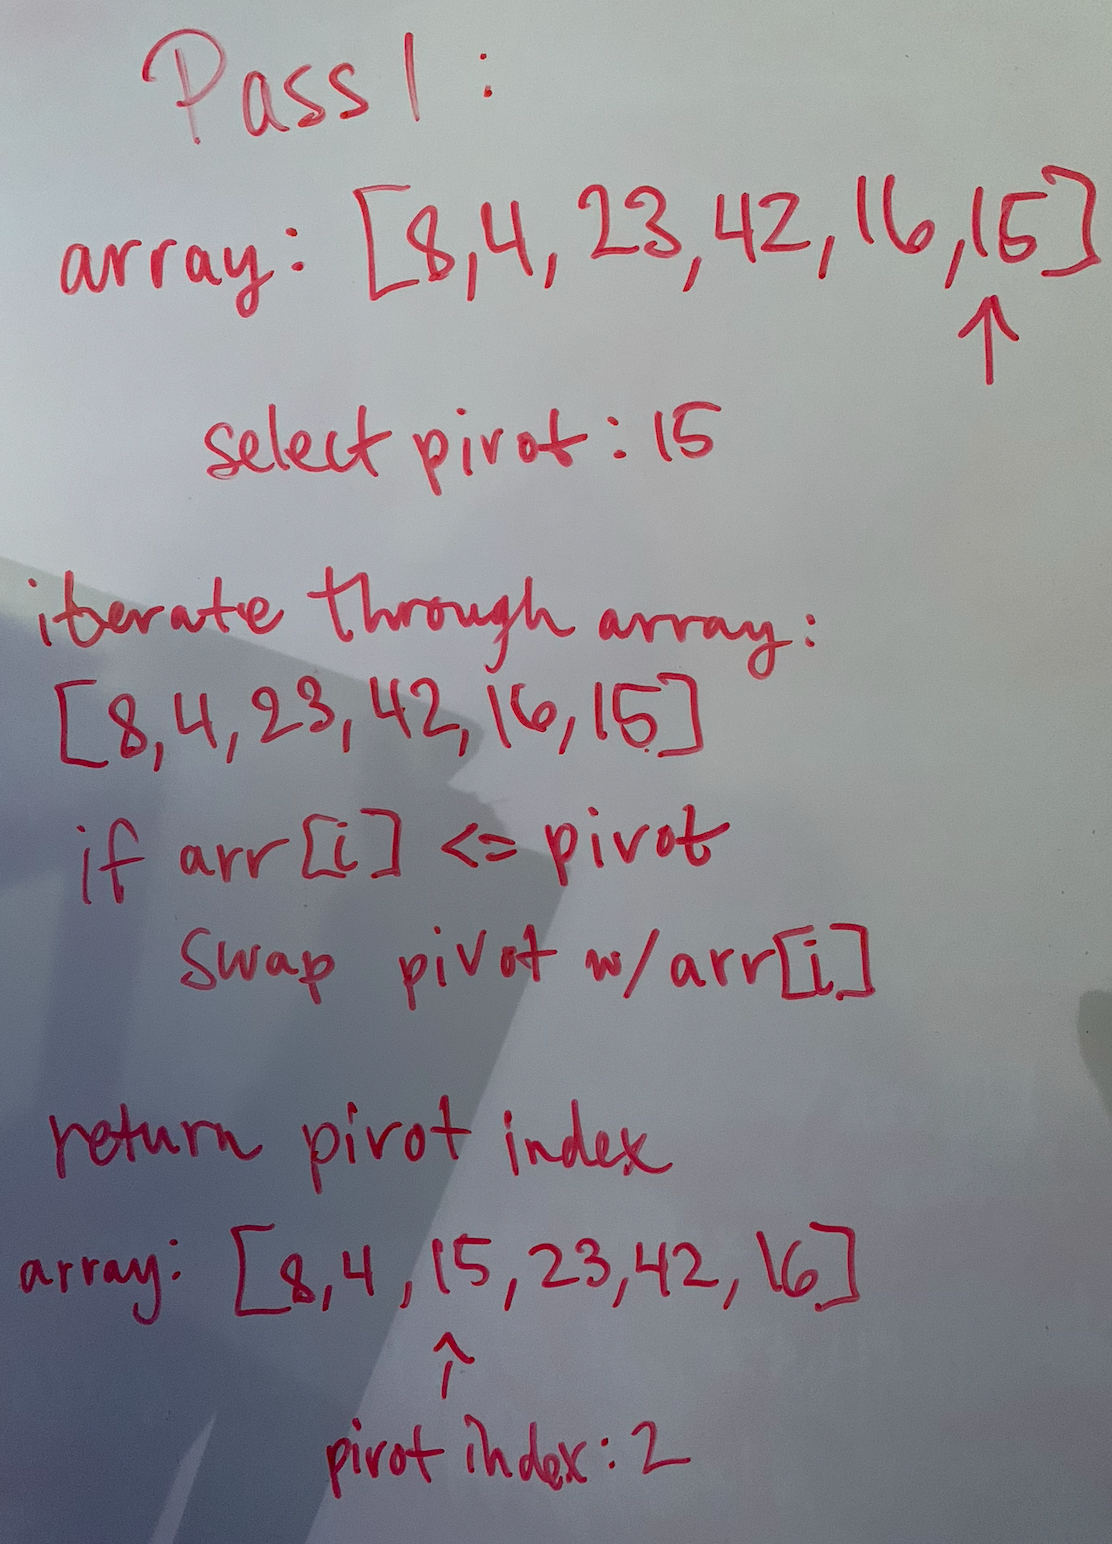 Pass 1:
array: [8,4, 23, 42, 16, 15]
↑
select pivot: 15
iterate through array:
[8,4,23,42,16,15]
if arr[i] <= pivot
swap pivot w/ arr[i]
return pivot index
array: [8,4,15,23,42,16]
↑
pivot index: 2